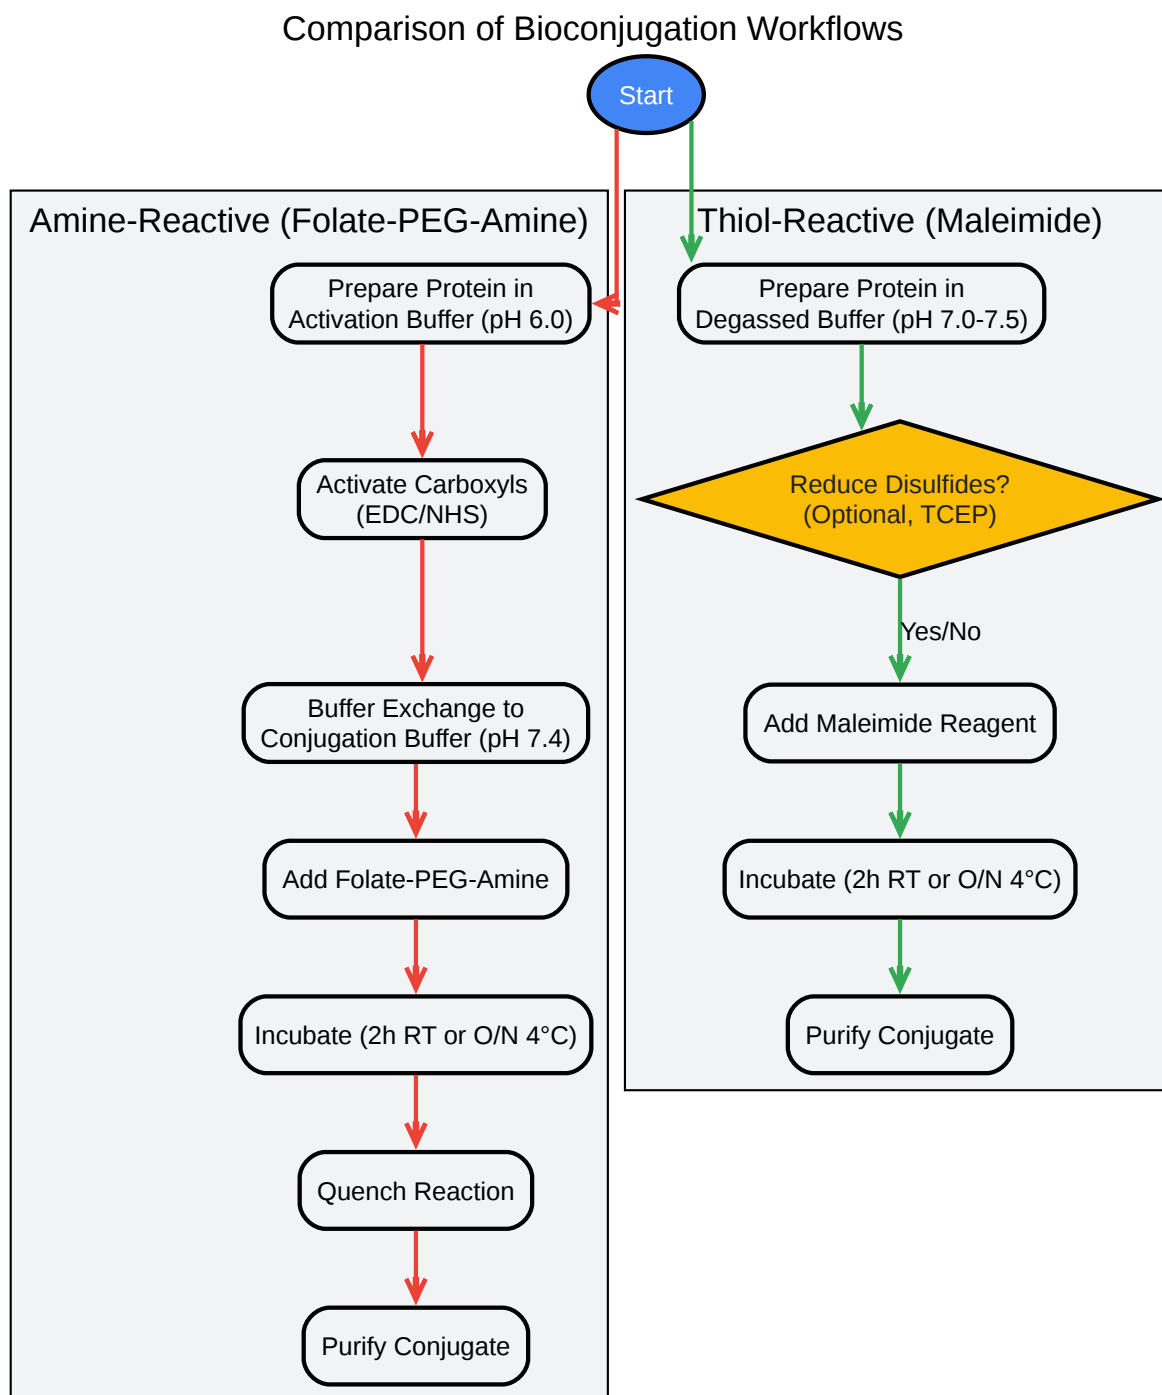 Comparison of Bioconjugation Workflows
Start
Amine-Reactive (Folate-PEG-Amine)
Prepare Protein in
Activation Buffer (pH 6.0)
Activate Carboxyls
(EDC/NHS)
Buffer Exchange to
Conjugation Buffer (pH 7.4)
Add Folate-PEG-Amine
Incubate (2h RT or O/N 4°C)
Quench Reaction
Purify Conjugate
Thiol-Reactive (Maleimide)
Prepare Protein in
Degassed Buffer (pH 7.0-7.5)
Reduce Disulfides?
(Optional, TCEP)
Yes/No
Add Maleimide Reagent
Incubate (2h RT or O/N 4°C)
Purify Conjugate